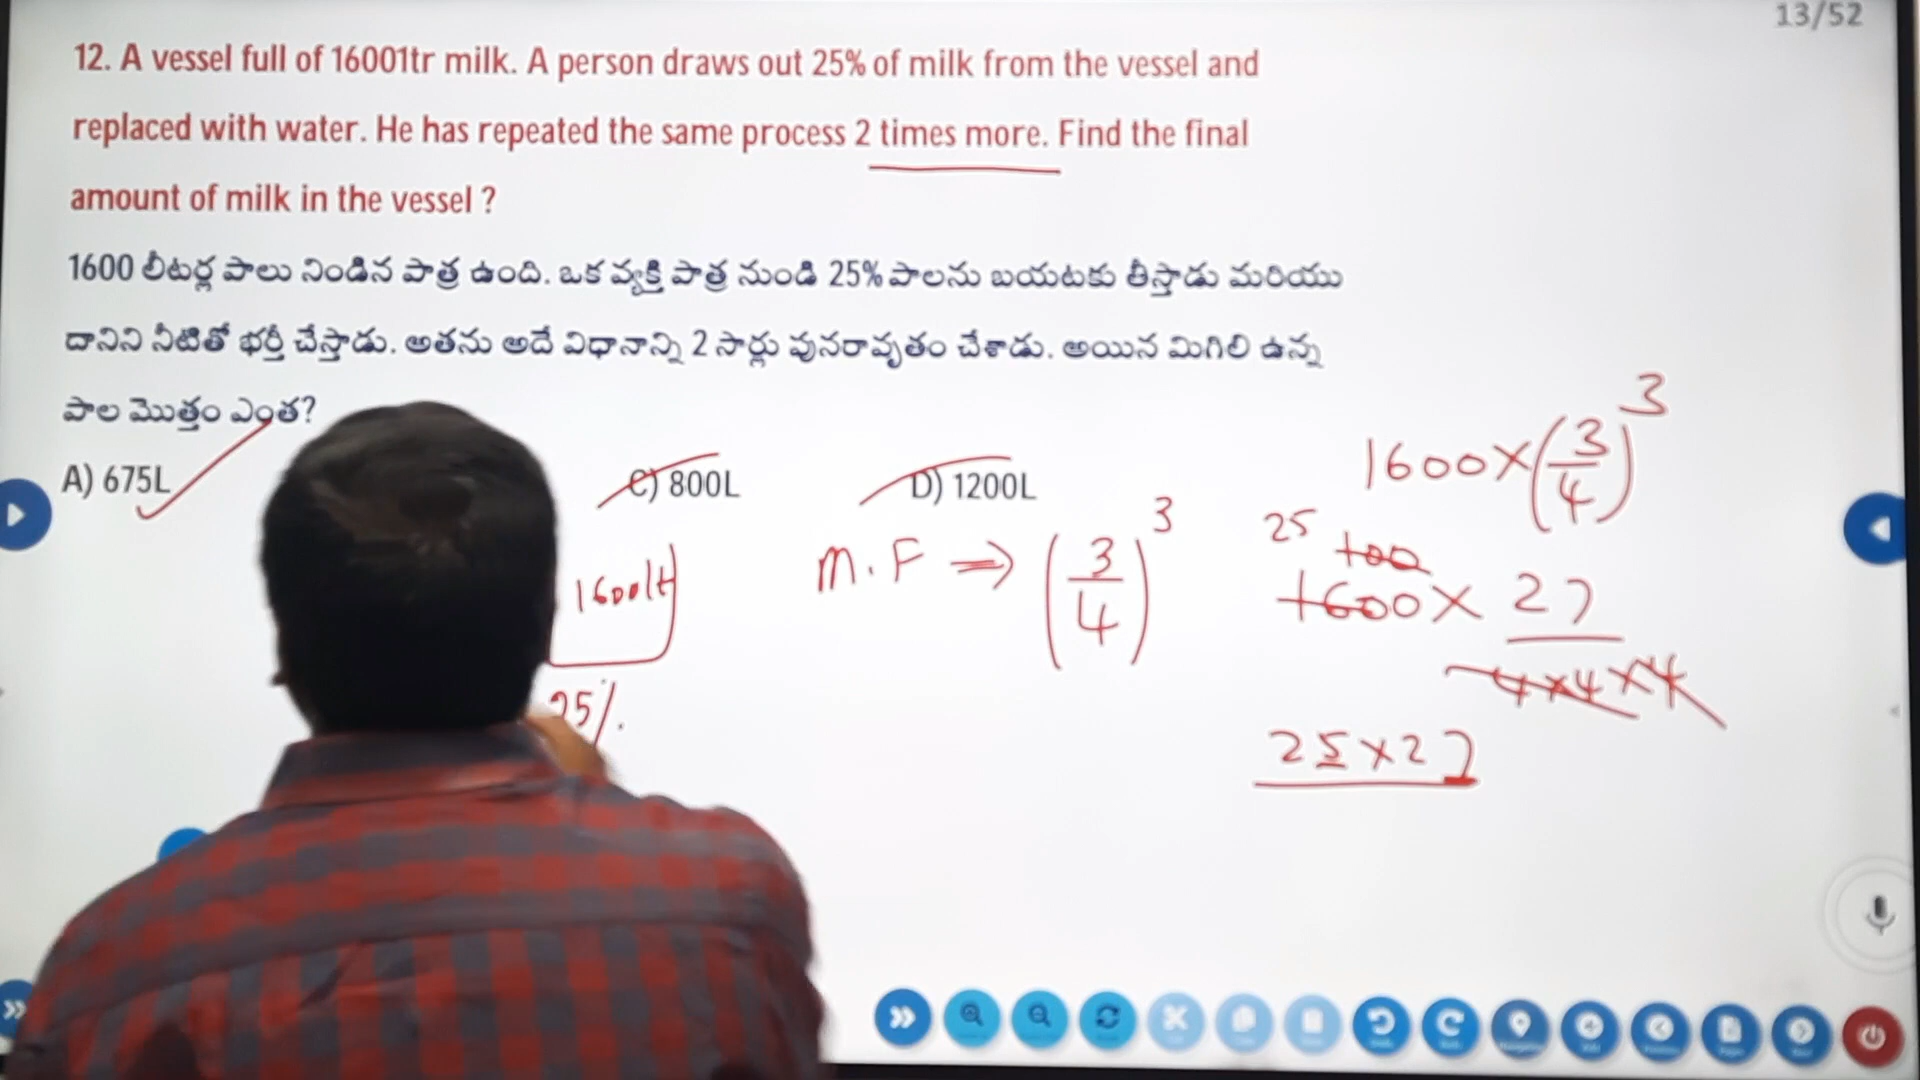 13/52
12. A vessel full of 16001tr milk. A person draws out 25% of milk from the vessel and
replaced with water. He has repeated the same process 2 times more. Find the final
amount of milk in the vessel ?
1600 లీటర్ల పాలు నిండిన పాత్ర ఉంది. ఒక వ్యక్తి పాత్ర నుండి 25% పాలను బయటకు తీస్తాడు మరియు
దానిని నీటితో భర్తీ చేస్తాడు. అతను అదే విధానాన్ని 2 సార్లు పునరావృతం చేశాడు. అయిన మిగిలి ఉన్న
పాల మొత్తం ఎంత?
A) 675L C) 800L D) 1200L
1600×(3/4)^3
M.F ⇒ (3/4)^3
1600lt
25%.
25 100
1600 × 27
4×4×4
25×27